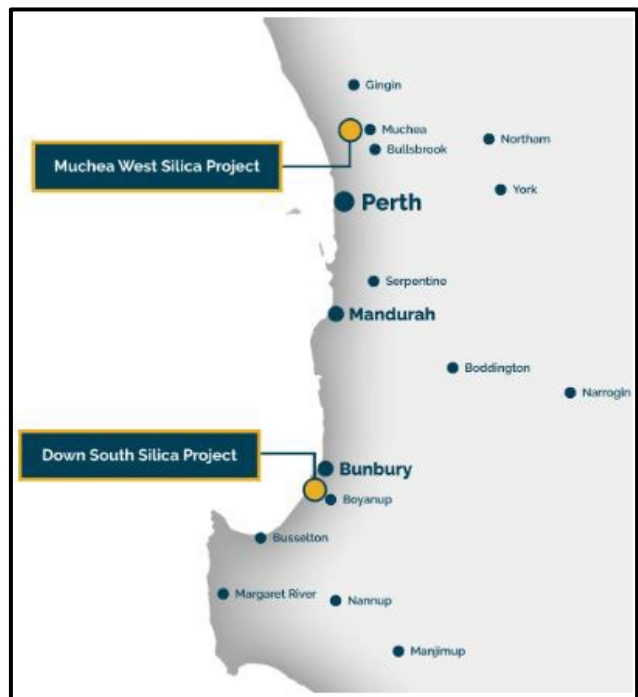 Gingin
Muchea
Northam
Bullsbrook
Muchea West Silica Project
York
Perth
Serpentine
Mandurah
Boddington
Narrogin
Down South Silica Project
Bunbury
Boyanup
Busselton
Margaret River
Nannup
Manjimup